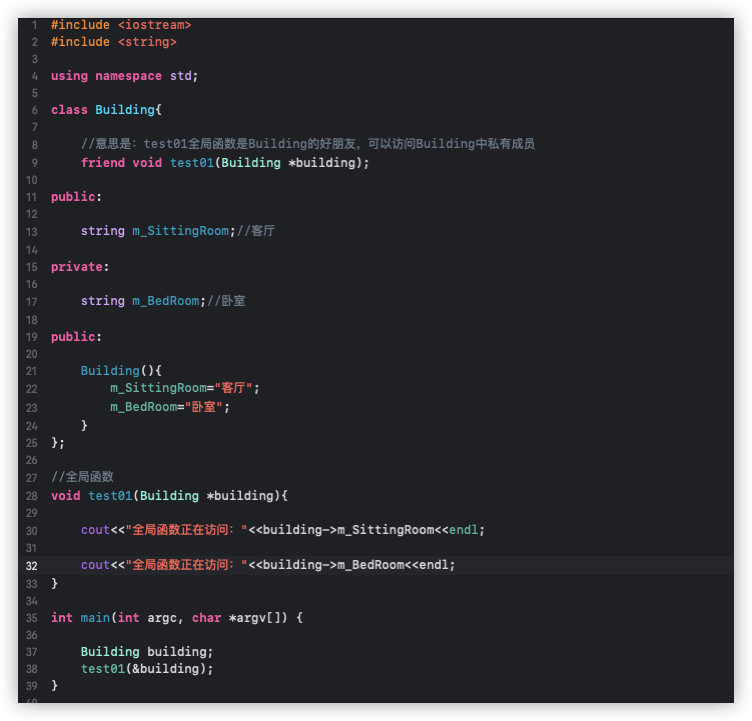 1 #include <iostream>
2 #include <string>
3
4 using namespace std;
5
6 class Building{
7
8 //意思是：test01全局函数是Building的好朋友，可以访问Building中私有成员
9 friend void test01(Building *building);
10
11 public:
12
13 string m_SittingRoom;//客厅
14
15 private:
16
17 string m_BedRoom;//卧室
18
19 public:
20
21 Building(){
22 m_SittingRoom="客厅";
23 m_BedRoom="卧室";
24 }
25 };
26
27 //全局函数
28 void test01(Building *building){
29
30 cout<<"全局函数正在访问："<<building->m_SittingRoom<<endl;
31
32 cout<<"全局函数正在访问："<<building->m_BedRoom<<endl;
33 }
34
35 int main(int argc, char *argv[]) {
36
37 Building building;
38 test01(&building);
39 }